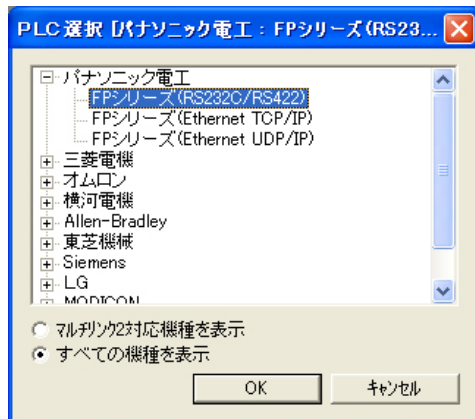 PLC選択 [パナソニック電工 : FPシリーズ(RS23...
パナソニック電工
FPシリーズ(RS232C/RS422)
FPシリーズ(Ethernet TCP/IP)
FPシリーズ(Ethernet UDP/IP)
三菱電機
オムロン
横河電機
Allen-Bradley
東芝機械
Siemens
LG
MODICON
マルチリンク2対応機種を表示
すべての機種を表示
OK
キャンセル